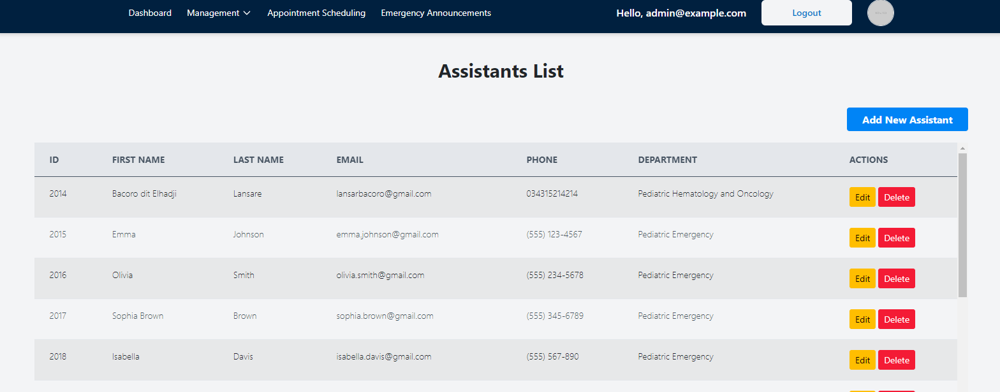 Dashboard Management Appointment Scheduling Emergency Announcements Hello, admin@example.com Logout
Assistants List
Add New Assistant
ID FIRST NAME LAST NAME EMAIL PHONE DEPARTMENT ACTIONS
2014 Bacoro dit Elhadji Lansare lansarbacoro@gmail.com 034315214214 Pediatric Hematology and Oncology Edit Delete
2015 Emma Johnson emma.johnson@gmail.com (555) 123-4567 Pediatric Emergency Edit Delete
2016 Olivia Smith olivia.smith@gmail.com (555) 234-5678 Pediatric Emergency Edit Delete
2017 Sophia Brown Brown sophia.brown@gmail.com (555) 345-6789 Pediatric Emergency Edit Delete
2018 Isabella Davis isabella.davis@gmail.com (555) 567-890 Pediatric Emergency Edit Delete